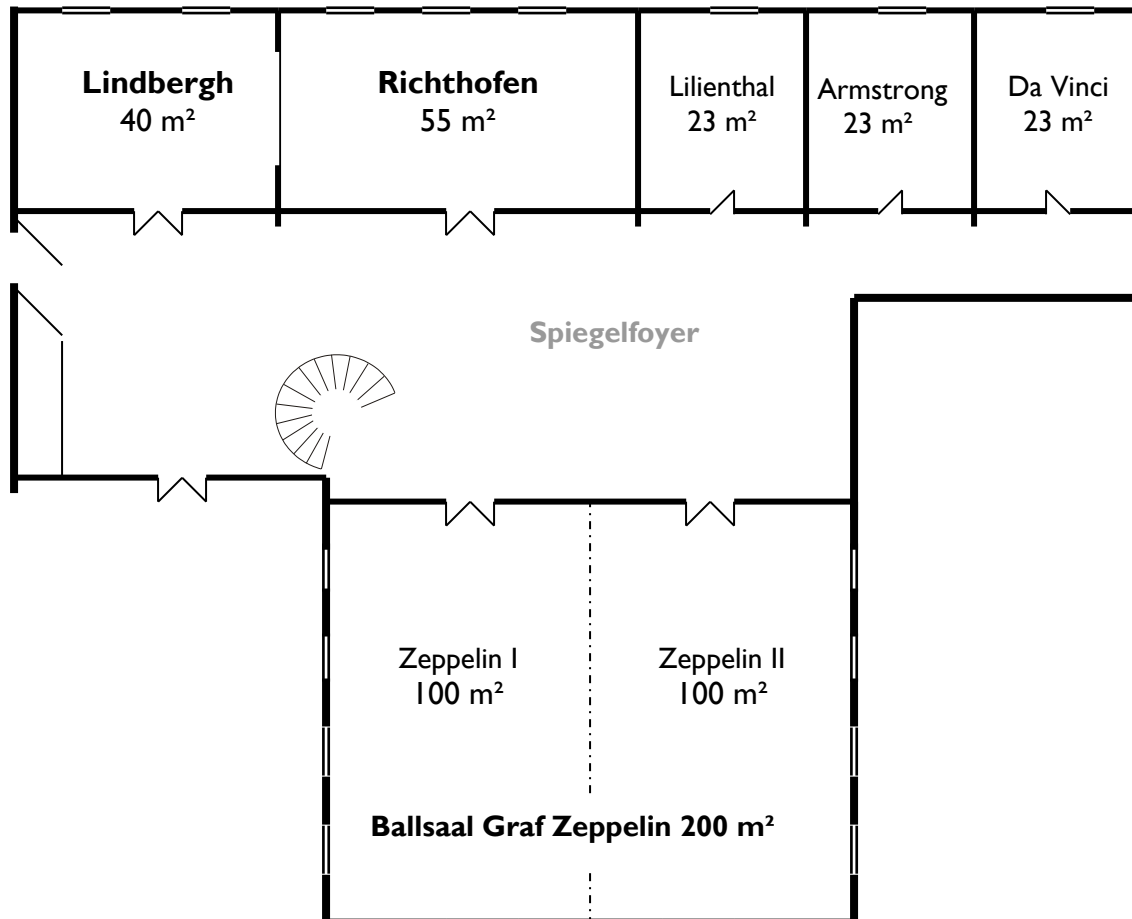 Lindbergh
40 m²
Richthofen
55 m²
Lilienthal
23 m²
Armstrong
23 m²
Da Vinci
23 m²
Spiegelfoyer
Zeppelin I
100 m²
Zeppelin II
100 m²
Ballsaal Graf Zeppelin 200 m²